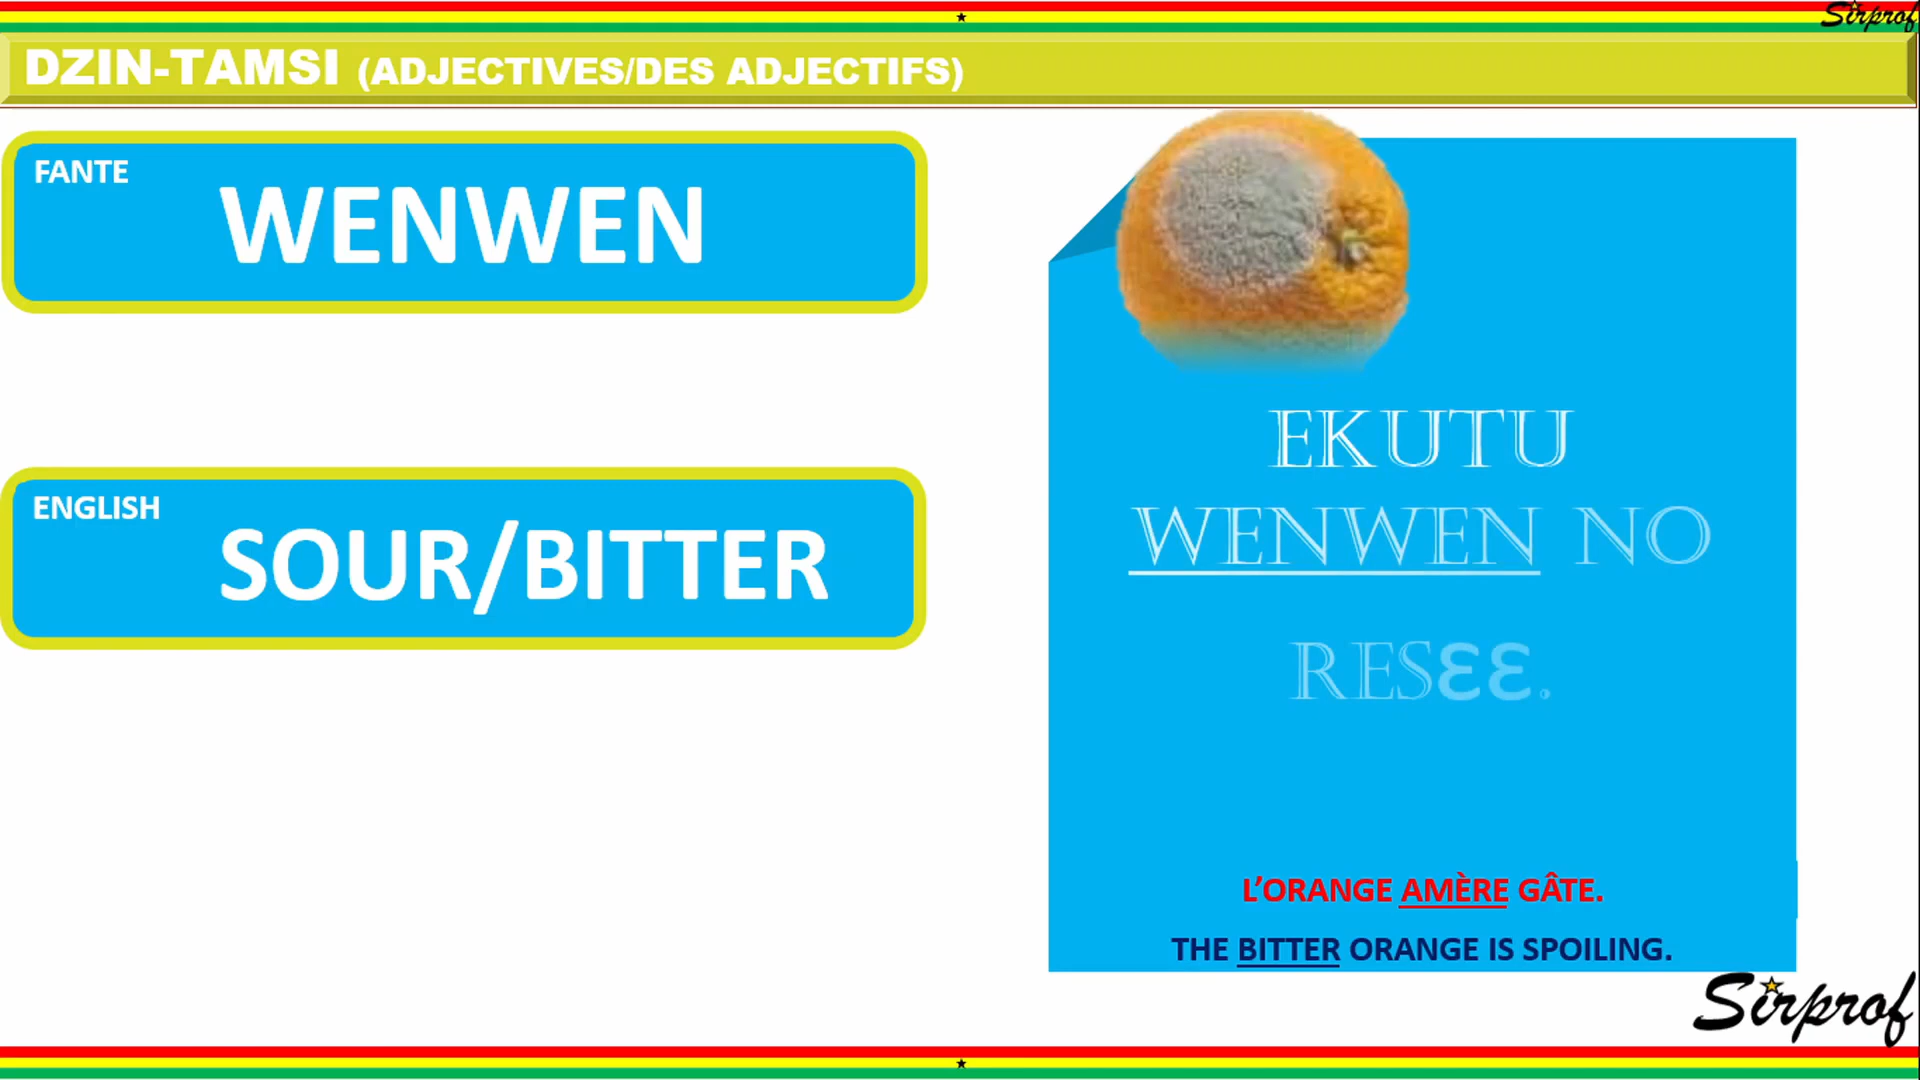 Sirprof
DZIN-TAMSI (ADJECTIVES/DES ADJECTIFS)
FANTE
WENWEN
ENGLISH
SOUR/BITTER
EKUTU
WENWEN NO
RESƐƐ.
L’ORANGE AMÈRE GÂTE.
THE BITTER ORANGE IS SPOILING.
Sirprof